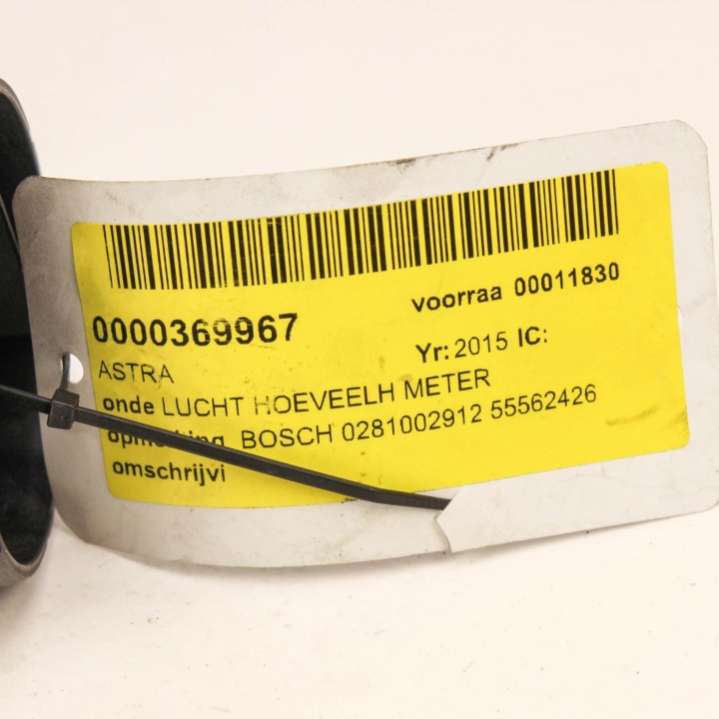 voorraa 00011830
0000369967
Yr: 2015 IC:
ASTRA
onde LUCHT HOEVEELH METER
BOSCH 0281002912 55562426
omschrijvi